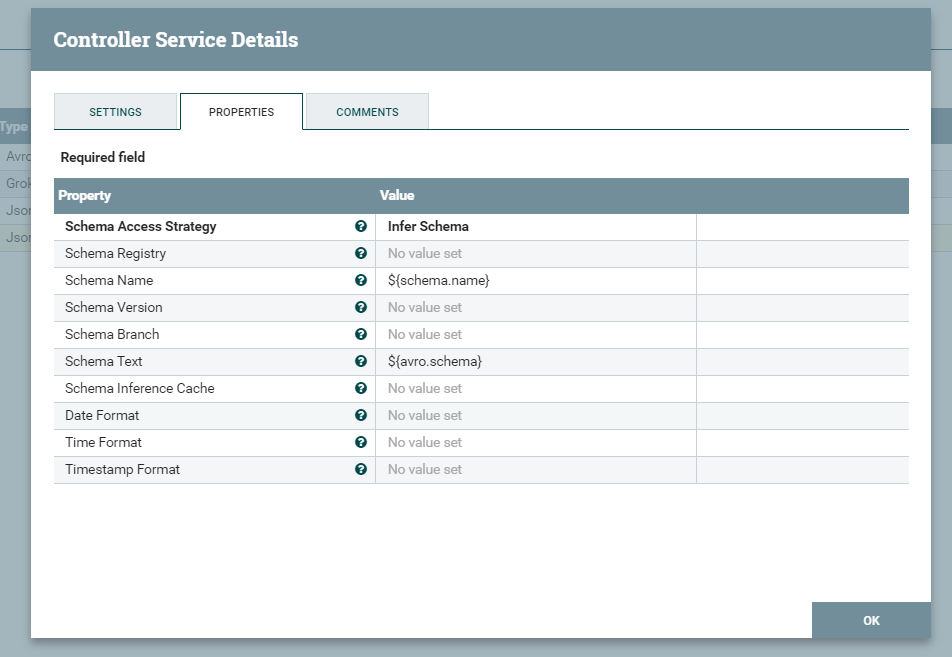 Controller Service Details
SETTINGS PROPERTIES COMMENTS
Required field
Type
Property Value
Avro
Schema Access Strategy ? Infer Schema
Grok
Schema Registry ? No value set
Schema Name ? ${schema.name}
Schema Version ? No value set
Schema Branch ? No value set
Schema Text ? ${avro.schema}
Schema Inference Cache ? No value set
Date Format ? No value set
Time Format ? No value set
Timestamp Format ? No value set
OK